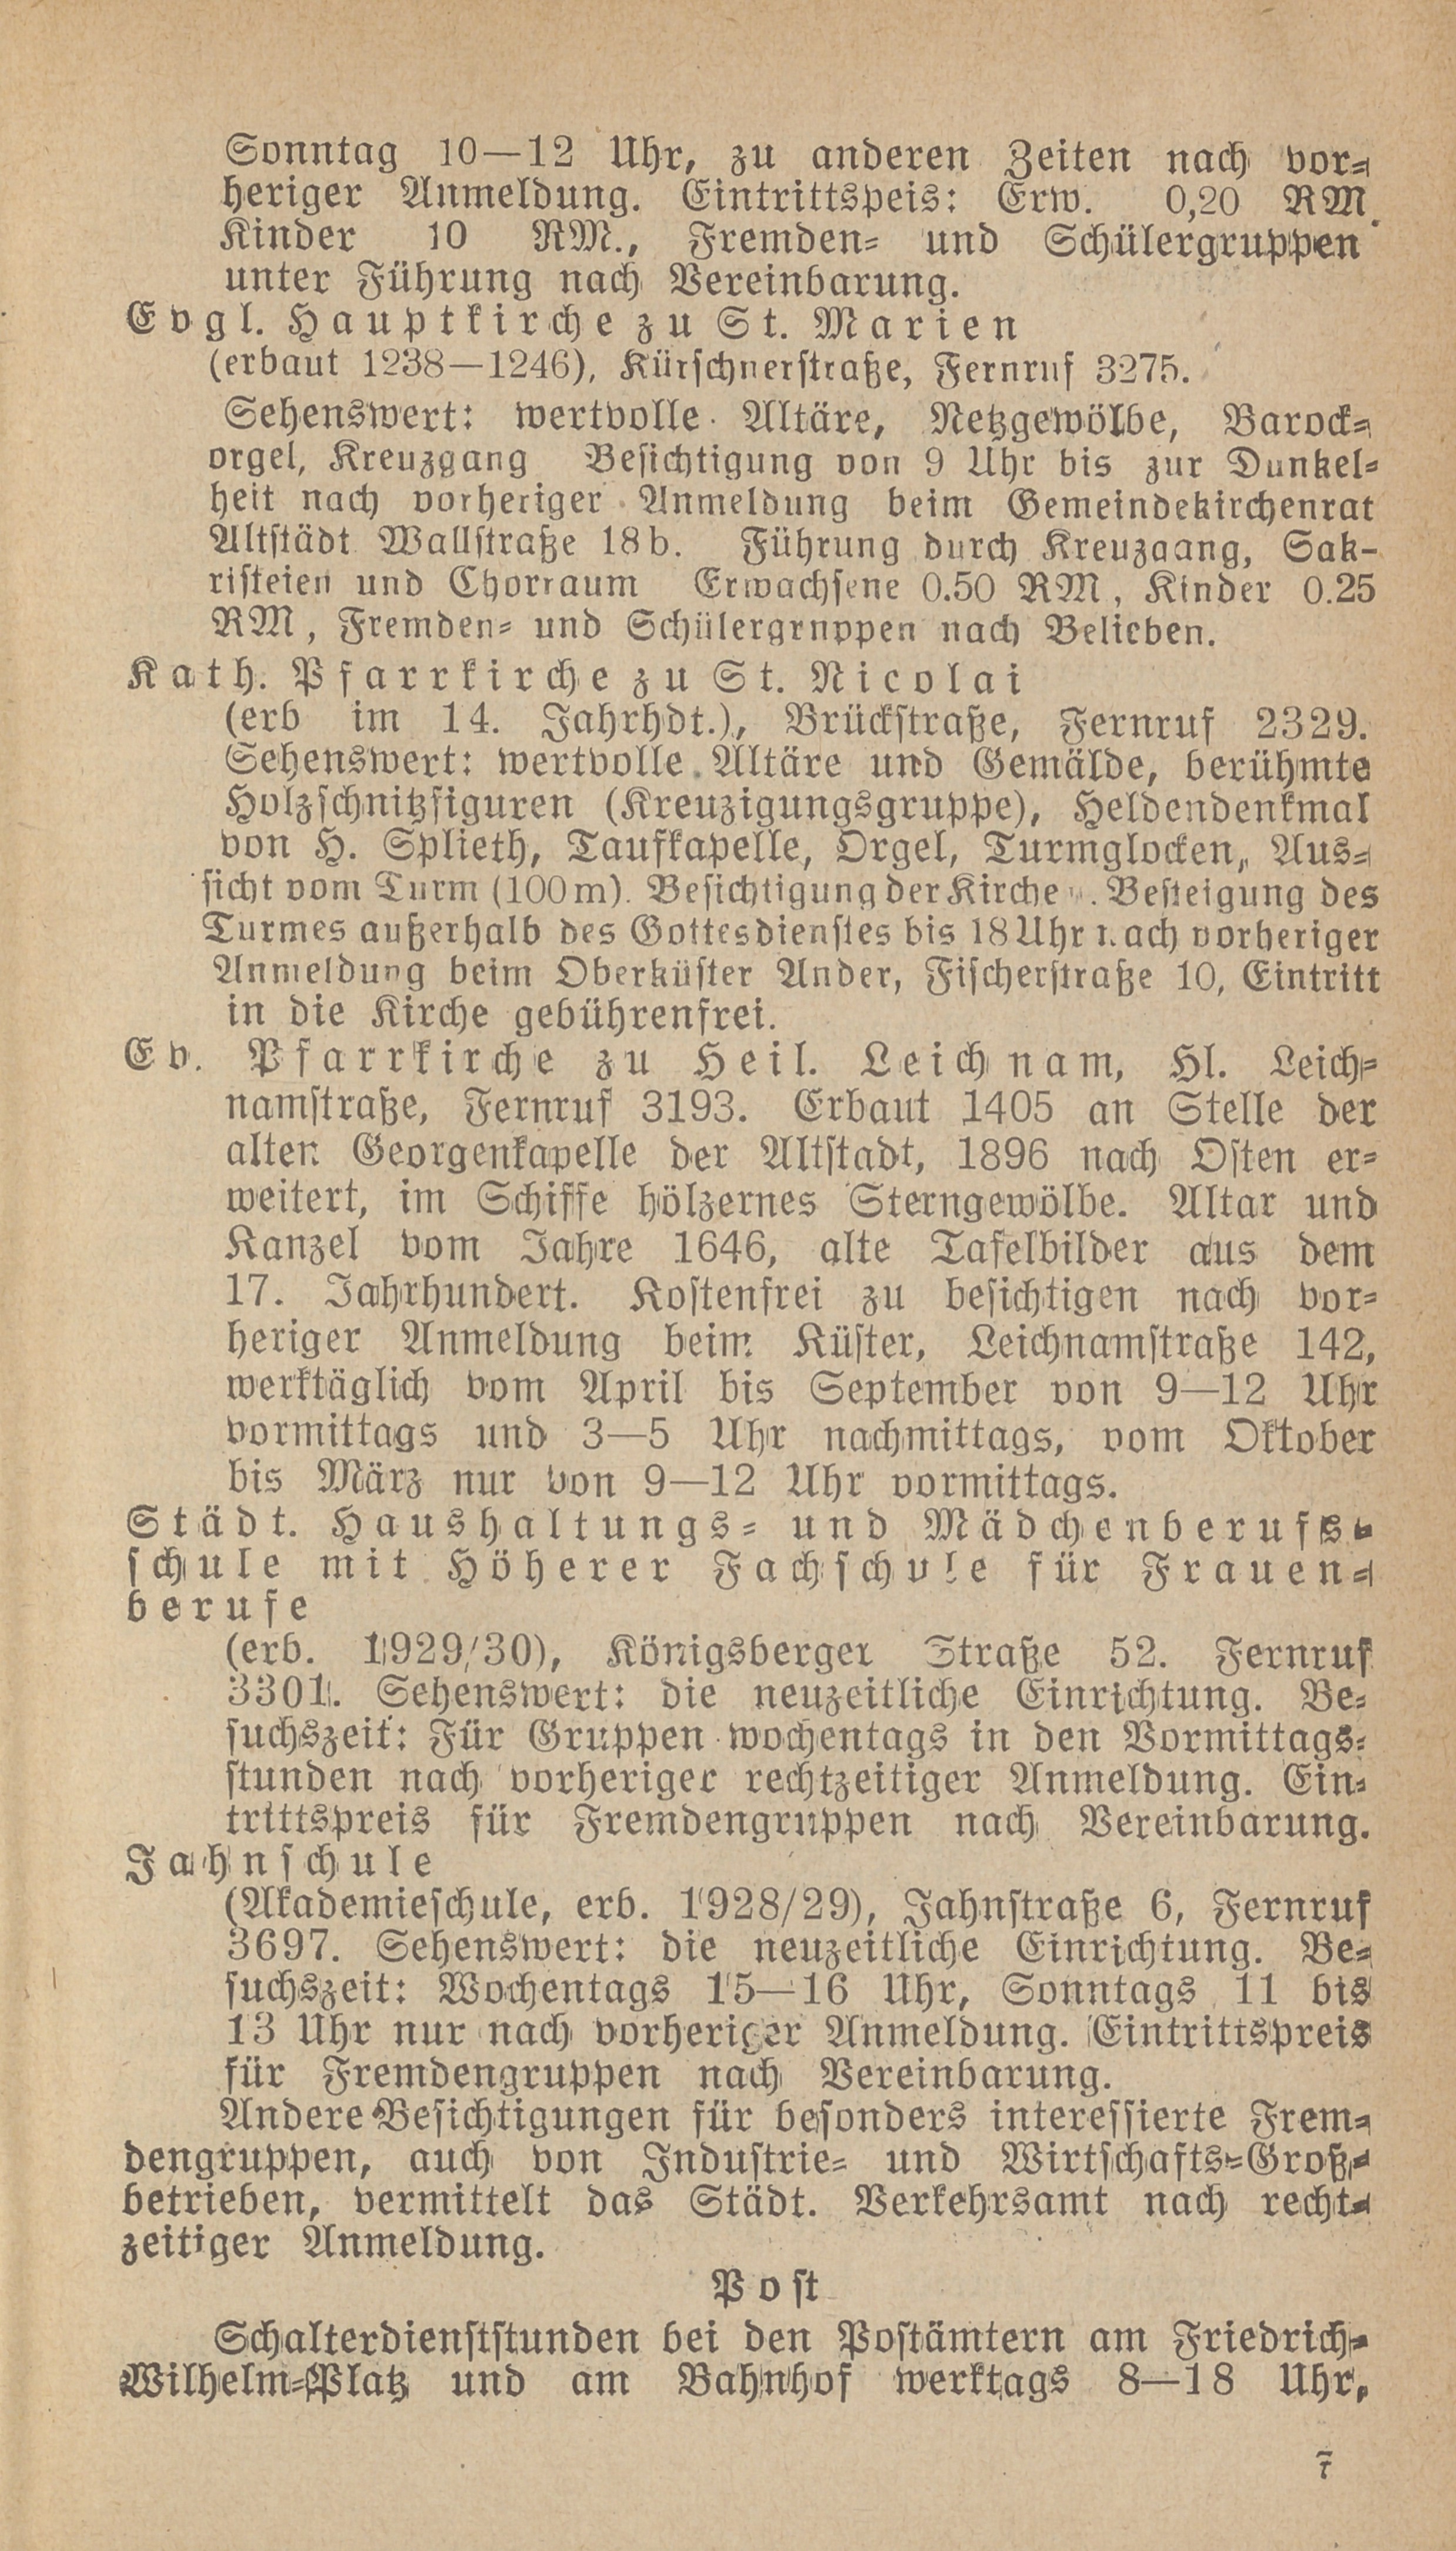 Sonntag 10—12 Uhr, zu anderen Zeiten nach vor-
heriger Anmeldung. Eintrittspeis: Erw. 0,20 RM.
Kinder 10 RM., Fremden- und Schülergruppen
unter Führung nach Vereinbarung.
Evgl. Hauptkirche zu St. Marien
(erbaut 1238—1246), Kürschnerstraße, Fernruf 3275.
Sehenswert: wertvolle Altäre, Netzgewölbe, Barock-
orgel, Kreuzgang Besichtigung von 9 Uhr bis zur Dunkel-
heit nach vorheriger Anmeldung beim Gemeindekirchenrat
Altstädt Wallstraße 18b. Führung durch Kreuzgang, Sak-
risteien und Chorraum Erwachsene 0.50 RM, Kinder 0.25
RM, Fremden- und Schülergruppen nach Belieben.
Kath. Pfarrkirche zu St. Nicolai
(erb im 14. Jahrhdt.), Brückstraße, Fernruf 2329.
Sehenswert: wertvolle Altäre und Gemälde, berühmte
Holzschnitzfiguren (Kreuzigungsgruppe), Heldendenkmal
von H. Splieth, Taufkapelle, Orgel, Turmglocken, Aus-
sicht vom Turm (100m). Besichtigung der Kirche u. Besteigung des
Turmes außerhalb des Gottesdienstes bis 18 Uhr nach vorheriger
Anmeldung beim Oberküster Ander, Fischerstraße 10, Eintritt
in die Kirche gebührenfrei.
Ev. Pfarrkirche zu Heil. Leichnam, Hl. Leich-
namstraße, Fernruf 3193. Erbaut 1405 an Stelle der
alten Georgenkapelle der Altstadt, 1896 nach Osten er-
weitert, im Schiffe hölzernes Sterngewölbe. Altar und
Kanzel vom Jahre 1646, alte Tafelbilder aus dem
17. Jahrhundert. Kostenfrei zu besichtigen nach vor-
heriger Anmeldung beim Küster, Leichnamstraße 142,
werktäglich vom April bis September von 9—12 Uhr
vormittags und 3—5 Uhr nachmittags, vom Oktober
bis März nur von 9—12 Uhr vormittags.
Städt. Haushaltungs- und Mädchenberufs-
schule mit Höherer Fachschule für Frauen-
berufe
(erb. 1929/30), Königsberger Straße 52. Fernruf
3301. Sehenswert: die neuzeitliche Einrichtung. Be-
suchszeit: Für Gruppen wochentags in den Vormittags-
stunden nach vorheriger rechtzeitiger Anmeldung. Ein-
trittspreis für Fremdengruppen nach Vereinbarung.
Jahnschule
(Akademieschule, erb. 1928/29), Jahnstraße 6, Fernruf
3697. Sehenswert: die neuzeitliche Einrichtung. Be-
suchszeit: Wochentags 15—16 Uhr, Sonntags 11 bis
13 Uhr nur nach vorheriger Anmeldung. Eintrittspreis
für Fremdengruppen nach Vereinbarung.
Andere Besichtigungen für besonders interessierte Frem-
dengruppen, auch von Industrie- und Wirtschafts-Groß-
betrieben, vermittelt das Städt. Verkehrsamt nach recht-
zeitiger Anmeldung.
Post
Schalterdienststunden bei den Postämtern am Friedrich-
Wilhelm-Platz und am Bahnhof werktags 8—18 Uhr,
7